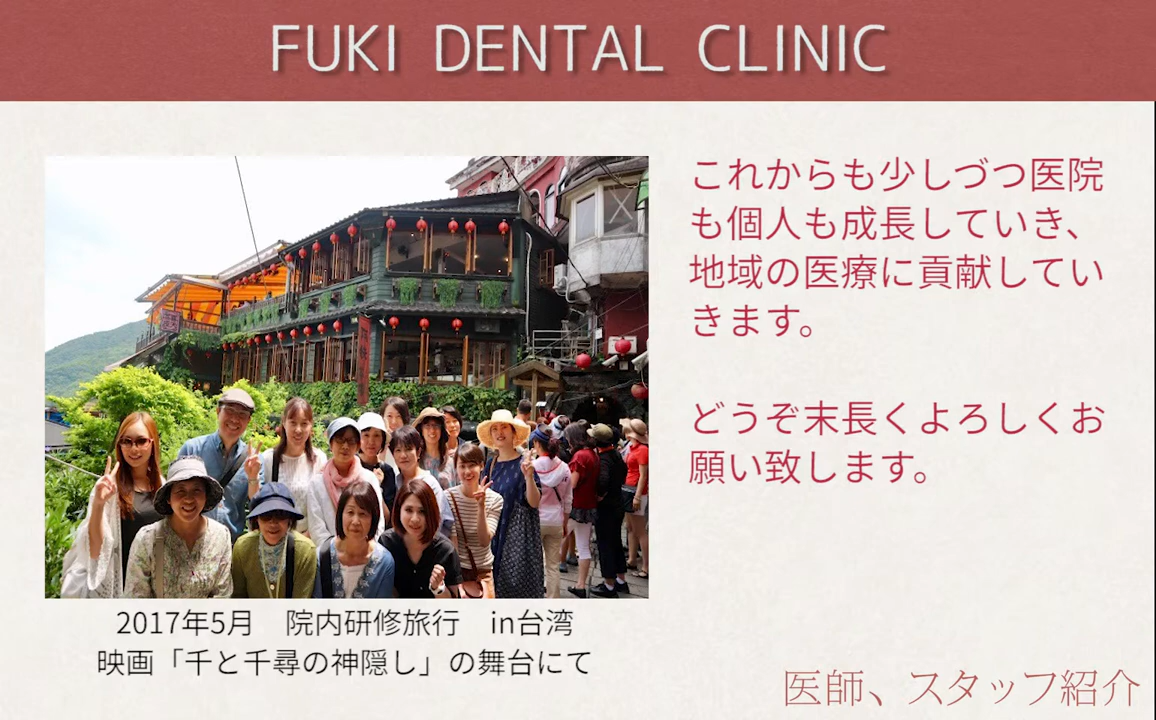 FUKI DENTAL CLINIC
これからも少しづつ医院
も個人も成長していき、
地域の医療に貢献してい
きます。
どうぞ末長くよろしくお
願い致します。
2017年5月　院内研修旅行　in台湾
映画「千と千尋の神隠し」の舞台にて
医師、スタッフ紹介